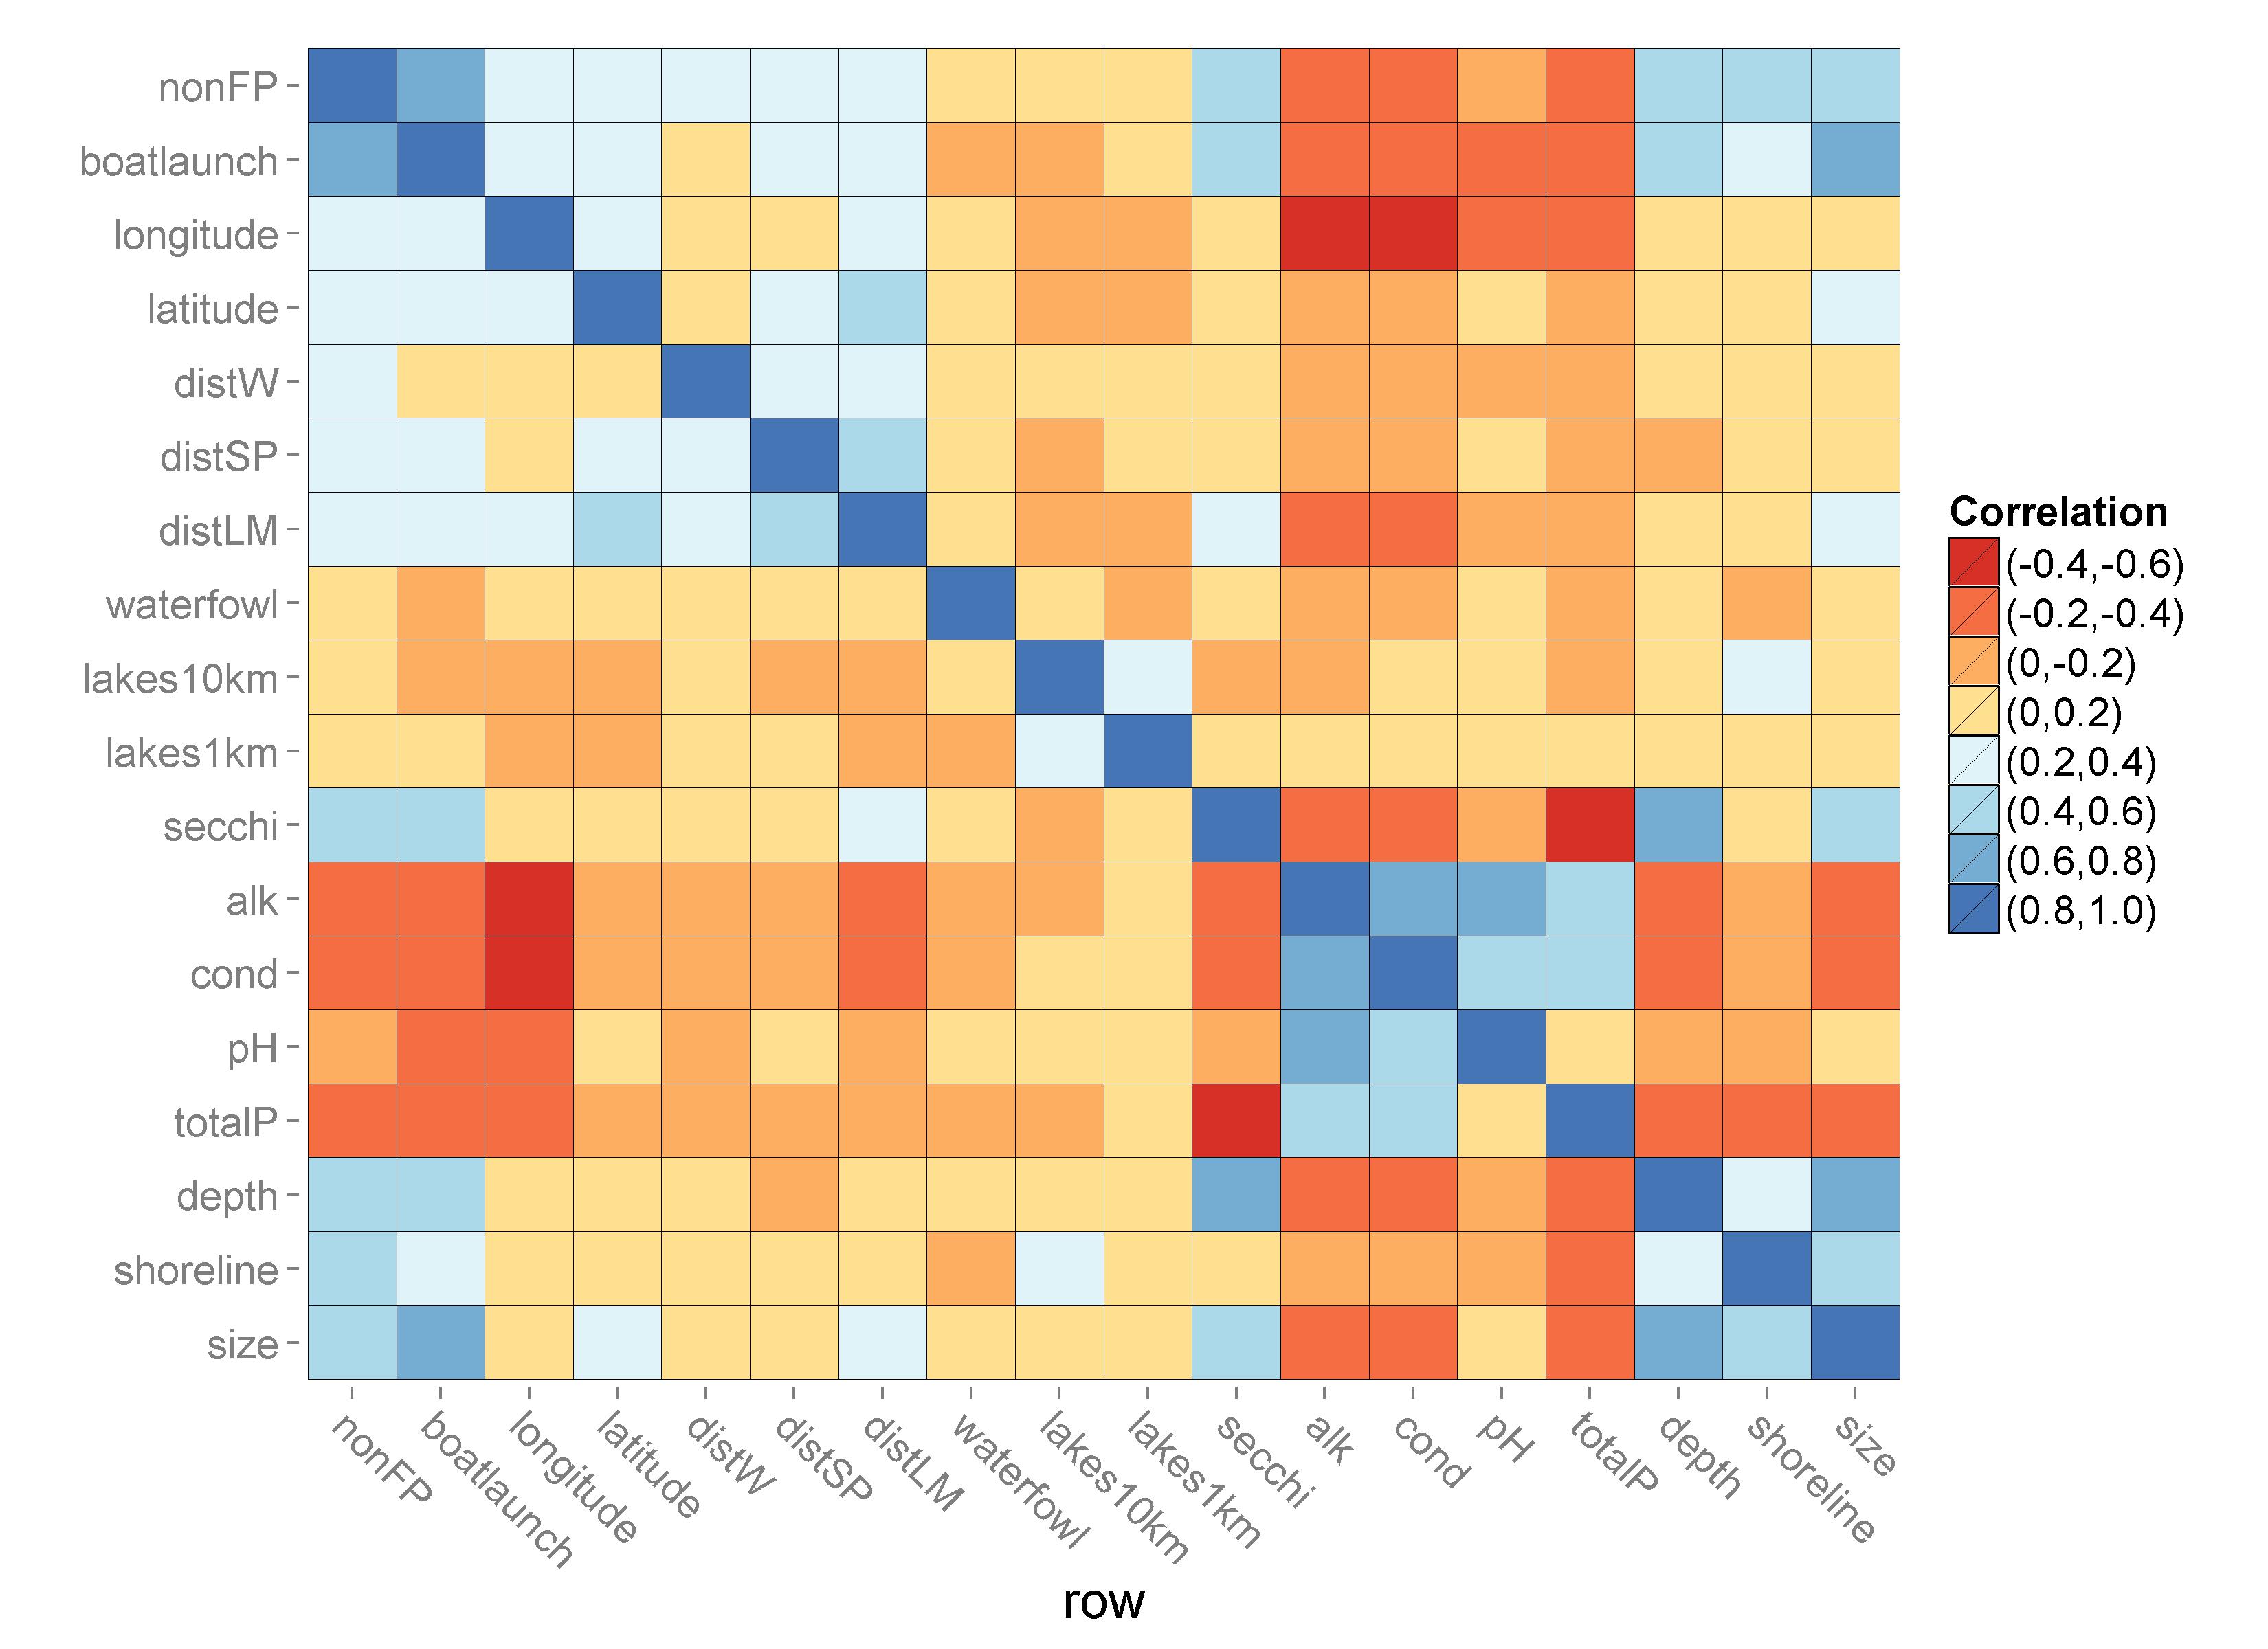 nonFP
boatlaunch
longitude
latitude
distW
distSP
distLM
waterfowl
lakes10km
lakes1km
secchi
alk
cond
pH
totalP
depth
shoreline
size
Correlation
(-0.4,-0.6)
(-0.2,-0.4)
(0,-0.2)
(0,0.2)
(0.2,0.4)
(0.4,0.6)
(0.6,0.8)
(0.8,1.0)
nonFP
boatlaunch
longitude
latitude
distW
distSP
distLM
waterfowl
lakes10km
lakes1km
secchi
alk
cond
pH
totalP
depth
shoreline
size
row